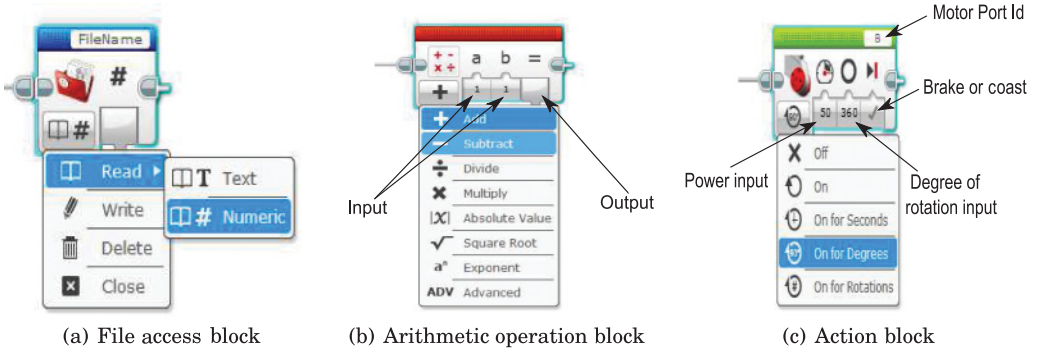 FileName
#
#
Read
Write
Delete
Close
T Text
# Numeric
(a) File access block
a b =
+ 1 1
+ Add
− Subtract
÷ Divide
× Multiply
|X| Absolute Value
√ Square Root
aⁿ Exponent
ADV Advanced
Input
Output
(b) Arithmetic operation block
Motor Port Id
B
Brake or coast
50 360
Power input
Degree of
rotation input
Off
On
On for Seconds
On for Degrees
# On for Rotations
(c) Action block